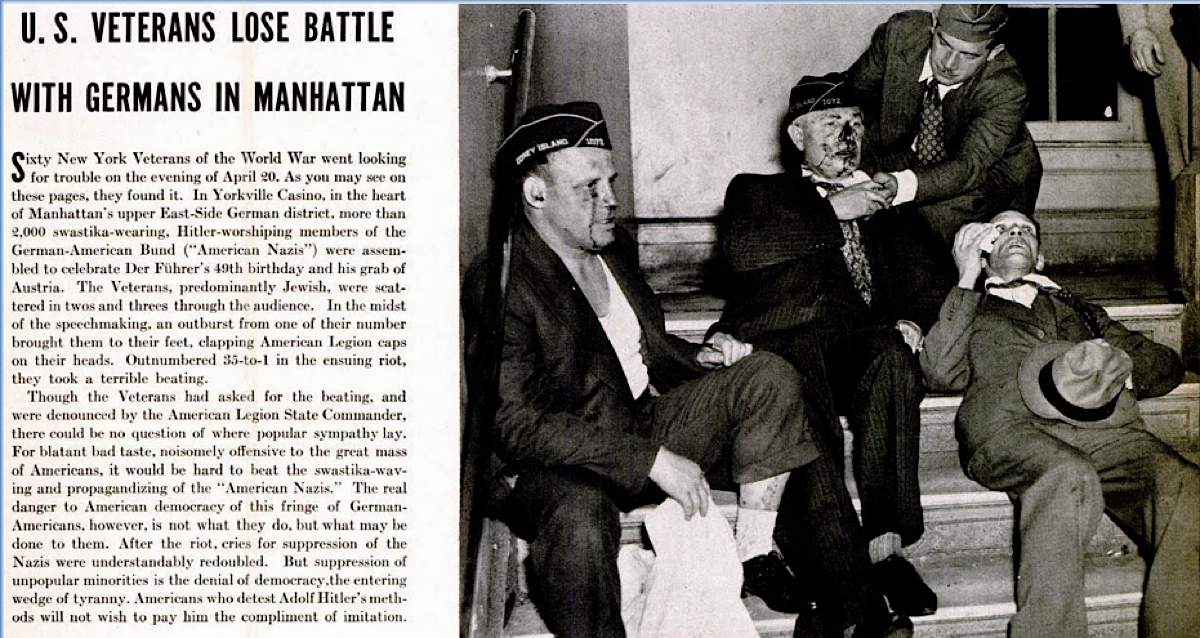 U. S. VETERANS LOSE BATTLE
WITH GERMANS IN MANHATTAN
Sixty New York Veterans of the World War went looking
for trouble on the evening of April 20. As you may see on
these pages, they found it. In Yorkville Casino, in the heart
of Manhattan's upper East-Side German district, more than
2,000 swastika-wearing, Hitler-worshiping members of the
German-American Bund ("American Nazis") were assem-
bled to celebrate Der Führer's 49th birthday and his grab of
Austria. The Veterans, predominantly Jewish, were scat-
tered in twos and threes through the audience. In the midst
of the speechmaking, an outburst from one of their number
brought them to their feet, clapping American Legion caps
on their heads. Outnumbered 35-to-1 in the ensuing riot,
they took a terrible beating.
Though the Veterans had asked for the beating, and
were denounced by the American Legion State Commander,
there could be no question of where popular sympathy lay.
For blatant bad taste, noisomely offensive to the great mass
of Americans, it would be hard to beat the swastika-wav-
ing and propagandizing of the "American Nazis." The real
danger to American democracy of this fringe of German-
Americans, however, is not what they do, but what may be
done to them. After the riot, cries for suppression of the
Nazis were understandably redoubled. But suppression of
unpopular minorities is the denial of democracy, the entering
wedge of tyranny. Americans who detest Adolf Hitler's meth-
ods will not wish to pay him the compliment of imitation.
ISLAND 1072
1072